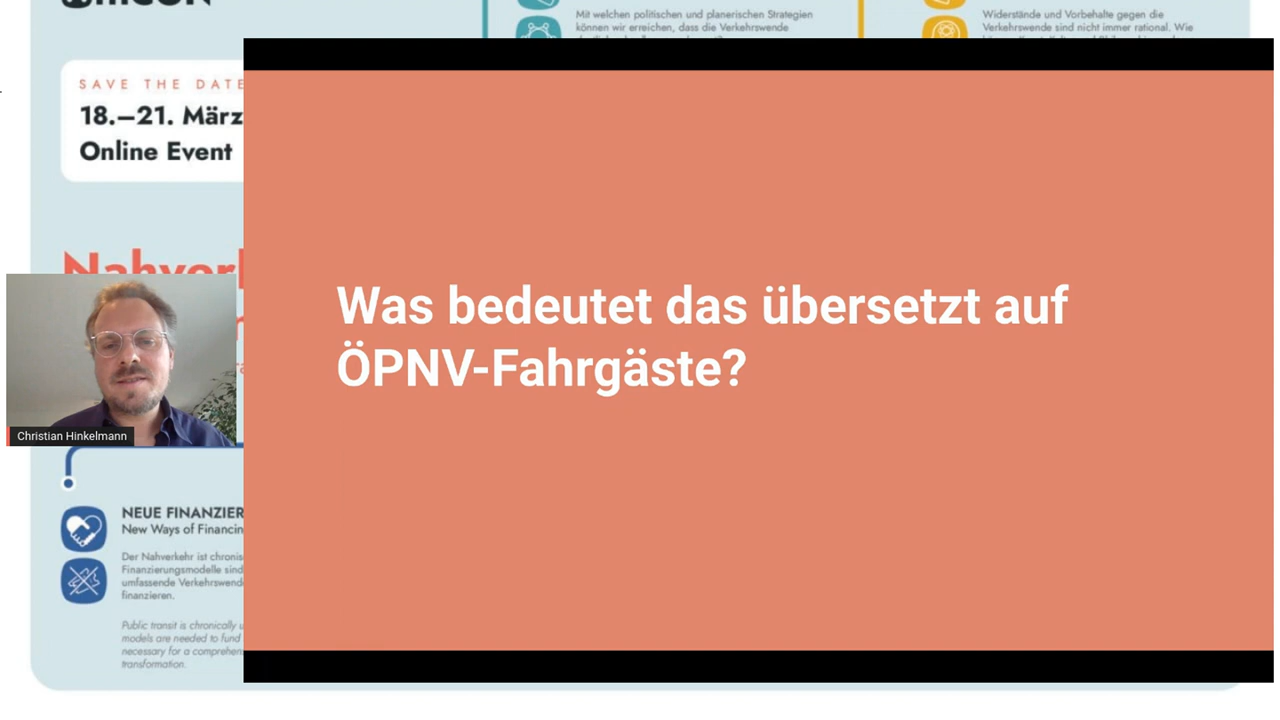 Mit welchen politischen und planerischen Strategien
können wir erreichen, dass die Verkehrswende
Widerstände und Vorbehalte gegen die
Verkehrswende sind nicht immer rational. Wie
SAVE THE DATE
18.–21. März
Online Event
Was bedeutet das übersetzt auf
ÖPNV-Fahrgäste?
Christian Hinkelmann
NEUE FINANZIER
New Ways of Financin
Der Nahverkehr ist chronis
Finanzierungsmodelle sind
umfassende Verkehrswend
finanzieren.
Public transit is chronically u
models are needed to fund
necessary for a comprehen
transformation.